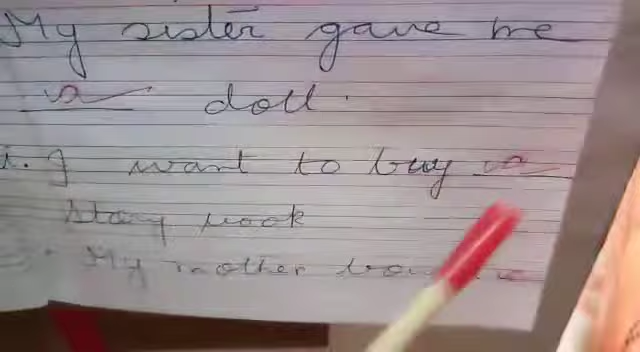 My sister gave me
a doll.
i. I want to buy a
story book
My mother